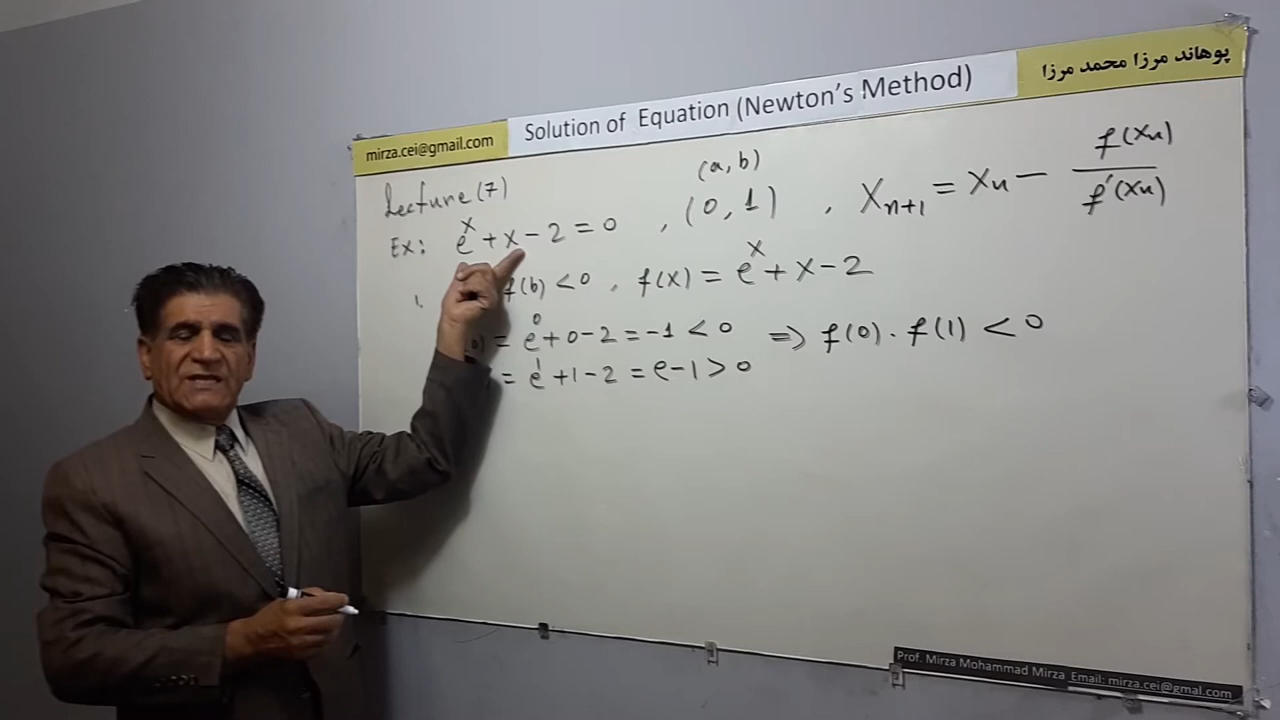 mirza.cei@gmail.com
Solution of Equation (Newton's Method)
پوهاند مرزا محمد مرزا
Lecture (7)
(a, b)
Ex: e^x + x - 2 = 0 , (0, 1) , X_{n+1} = X_n - f(X_n) / f'(X_n)
1. f(b) < 0 , f(x) = e^x + x - 2
= e^0 + 0 - 2 = -1 < 0 ⇒ f(0) . f(1) < 0
= e^1 + 1 - 2 = e - 1 > 0
Prof. Mirza Mohammad Mirza Email: mirza.cei@gmal.com